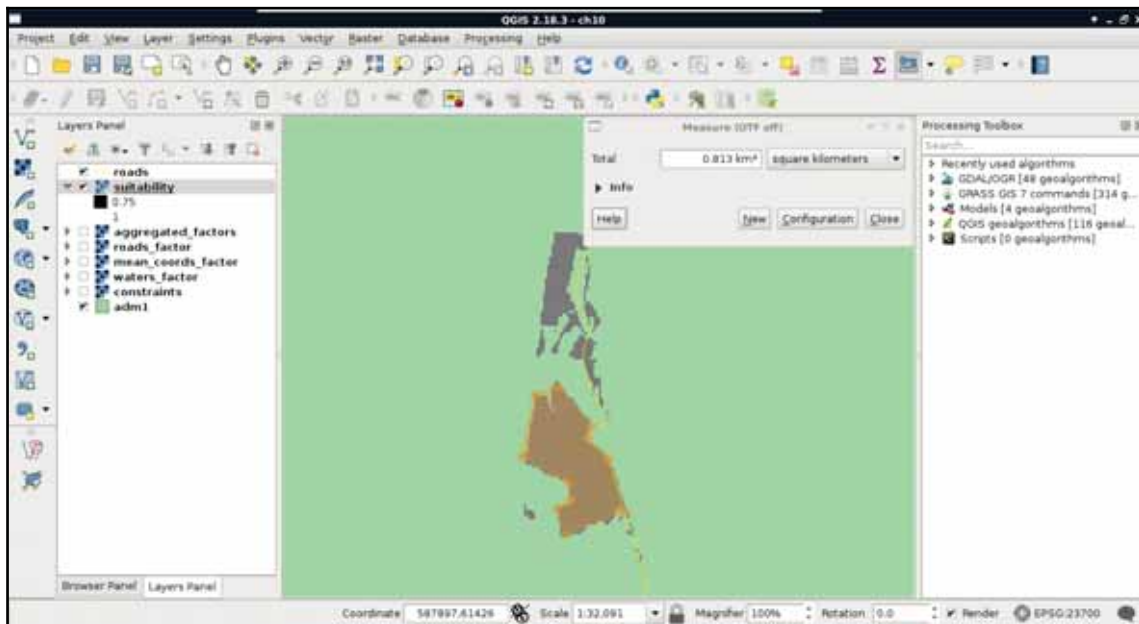 QGIS 2.18.3 - ch10
Project Edit View Layer Settings Plugins Vector Raster Database Processing Help
Layers Panel
roads
suitability
0.75
1
aggregated_factors
roads_factor
mean_coords_factor
waters_factor
constraints
adm1
Browser Panel Layers Panel
Measure (OTF off)
Total 0.813 km² square kilometers
Info
Help New Configuration Close
Processing Toolbox
Search...
Recently used algorithms
GDAL/OGR [48 geoalgorithms]
GRASS GIS 7 commands [314 g...
Models [4 geoalgorithms]
QGIS geoalgorithms [116 geoal...
Scripts [0 geoalgorithms]
Coordinate 587897,61426 Scale 1:32,091 Magnifier 100% Rotation 0.0 Render EPSG:23700